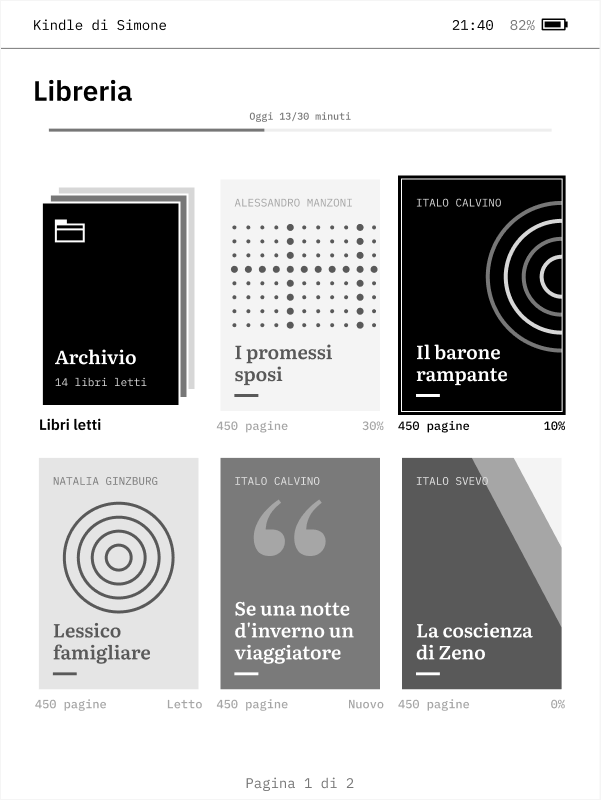 Kindle di Simone
21:40 82%
Libreria
Oggi 13/30 minuti
Archivio
14 libri letti
Libri letti
ALESSANDRO MANZONI
I promessi
sposi
450 pagine 30%
ITALO CALVINO
Il barone
rampante
450 pagine 10%
NATALIA GINZBURG
Lessico
famigliare
450 pagine Letto
ITALO CALVINO
Se una notte
d'inverno un
viaggiatore
450 pagine Nuovo
ITALO SVEVO
La coscienza
di Zeno
450 pagine 0%
Pagina 1 di 2